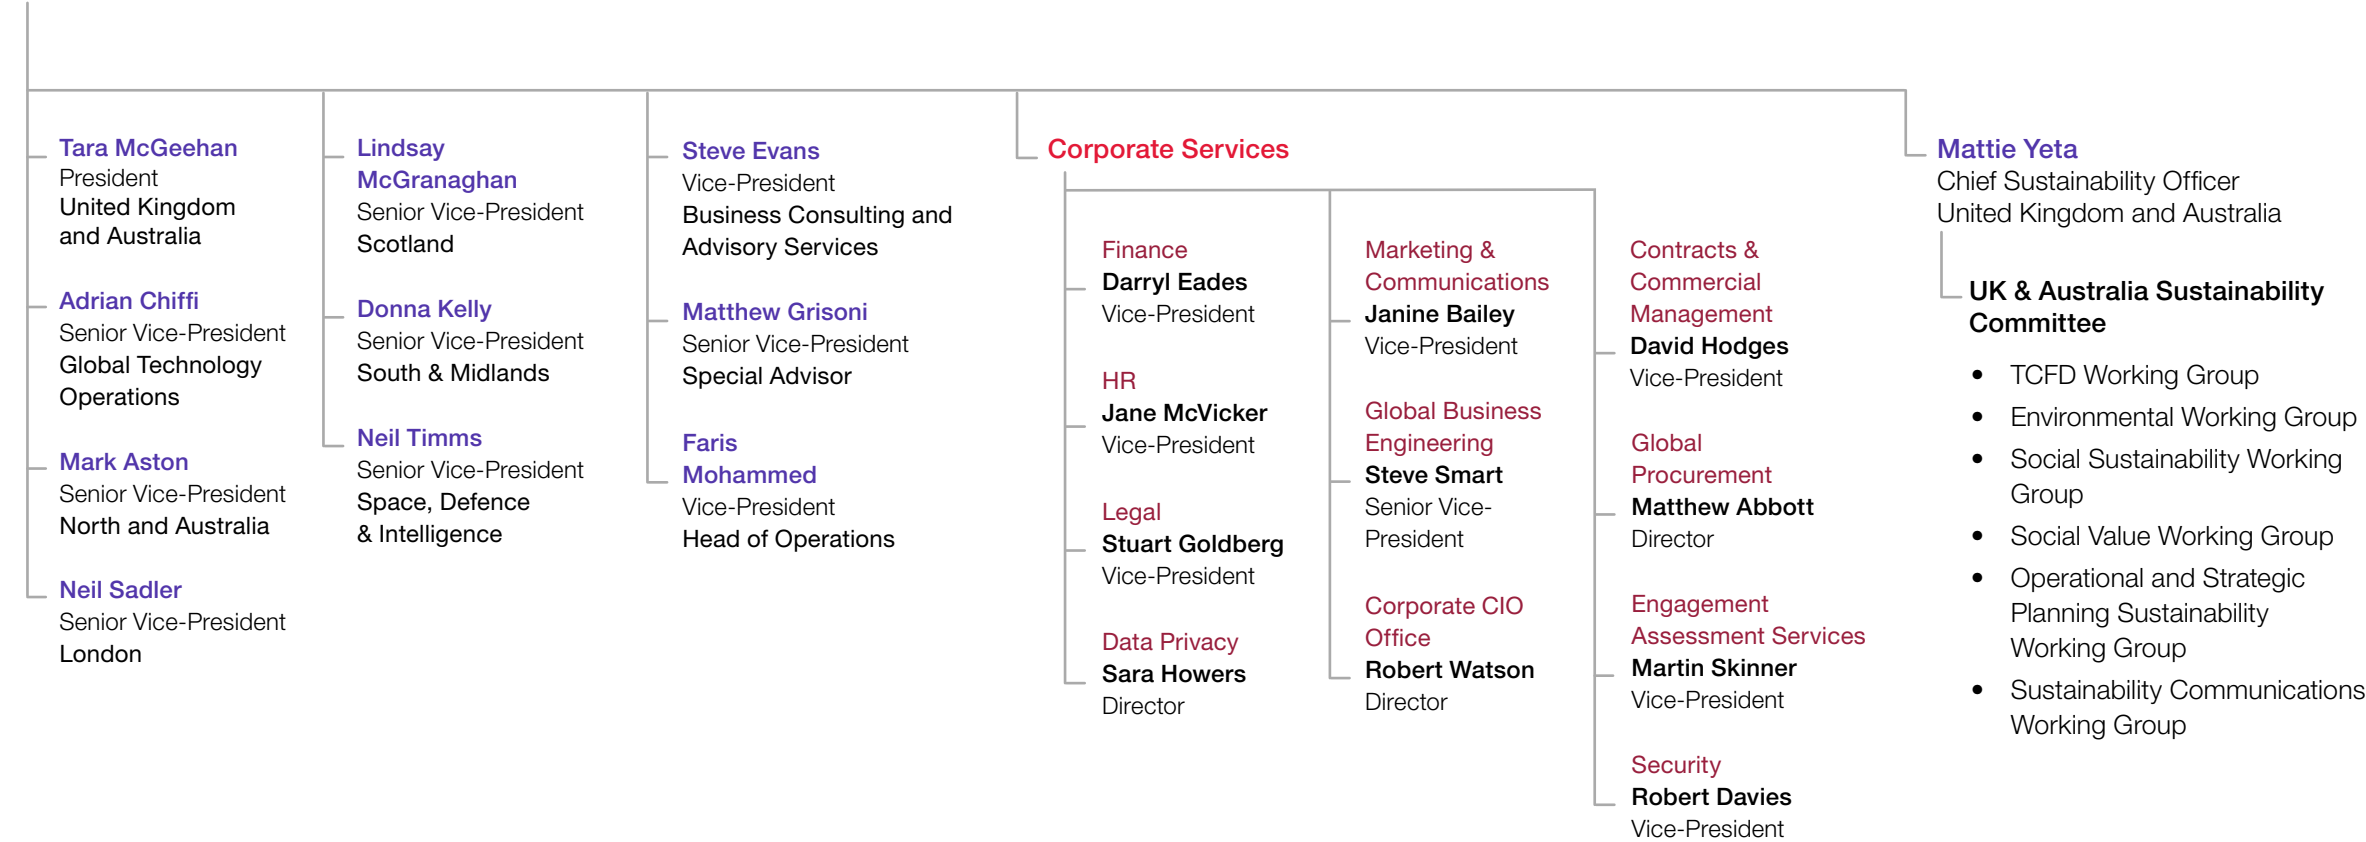 Tara McGeehan
President
United Kingdom
and Australia
Adrian Chiffi
Senior Vice-President
Global Technology
Operations
Mark Aston
Senior Vice-President
North and Australia
Neil Sadler
Senior Vice-President
London
Lindsay
McGranaghan
Senior Vice-President
Scotland
Donna Kelly
Senior Vice-President
South & Midlands
Neil Timms
Senior Vice-President
Space, Defence
& Intelligence
Steve Evans
Vice-President
Business Consulting and
Advisory Services
Matthew Grisoni
Senior Vice-President
Special Advisor
Faris
Mohammed
Vice-President
Head of Operations
Corporate Services
Finance
Darryl Eades
Vice-President
HR
Jane McVicker
Vice-President
Legal
Stuart Goldberg
Vice-President
Data Privacy
Sara Howers
Director
Marketing &
Communications
Janine Bailey
Vice-President
Global Business
Engineering
Steve Smart
Senior Vice-
President
Corporate CIO
Office
Robert Watson
Director
Contracts &
Commercial
Management
David Hodges
Vice-President
Global
Procurement
Matthew Abbott
Director
Engagement
Assessment Services
Martin Skinner
Vice-President
Security
Robert Davies
Vice-President
Mattie Yeta
Chief Sustainability Officer
United Kingdom and Australia
UK & Australia Sustainability
Committee
• TCFD Working Group
• Environmental Working Group
• Social Sustainability Working
Group
• Social Value Working Group
• Operational and Strategic
Planning Sustainability
Working Group
• Sustainability Communications
Working Group